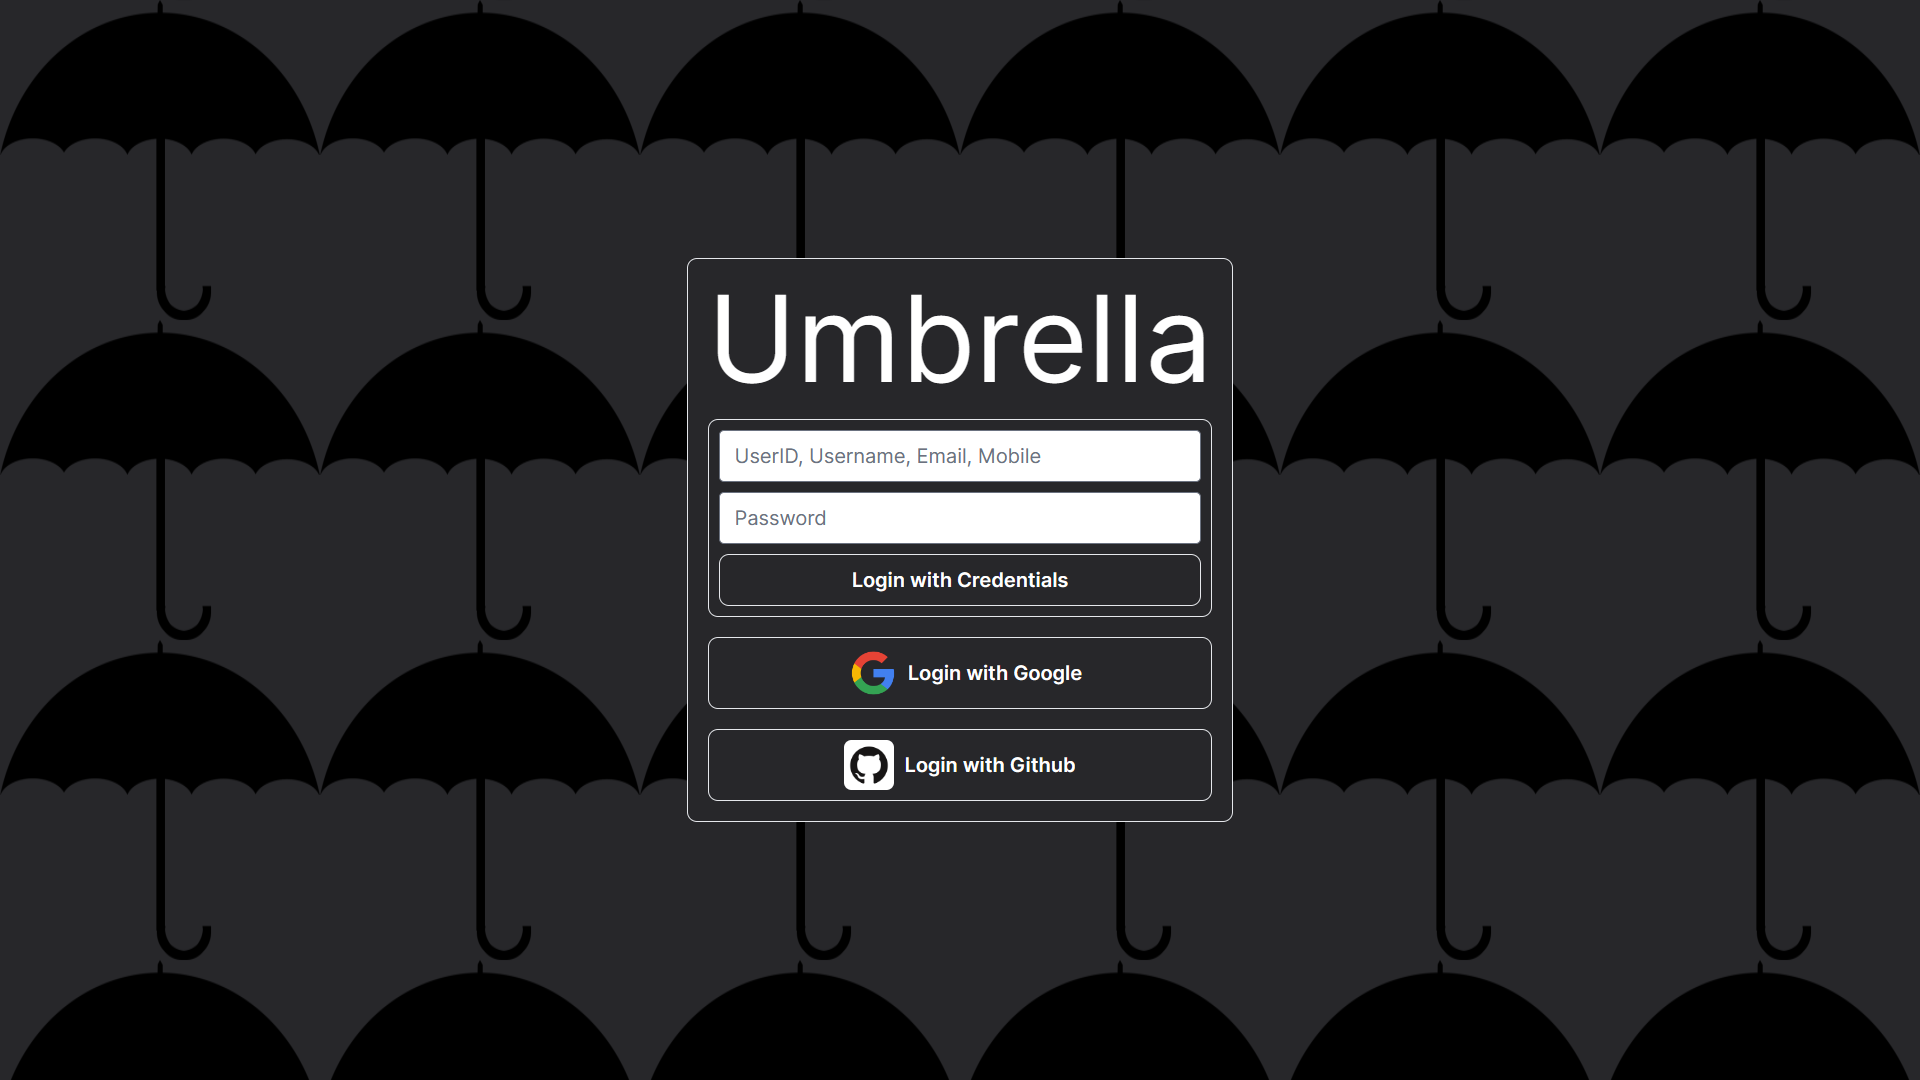 Umbrella
UserID, Username, Email, Mobile
Password
Login with Credentials
Login with Google
Login with Github